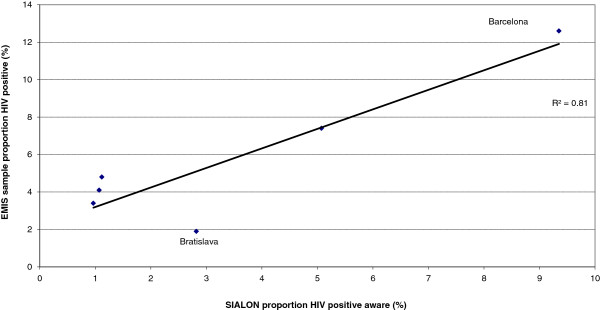 14
12
10
8
6
4
2
0
EMIS sample proportion HIV positive (%)
Barcelona
R² = 0.81
Bratislava
0 1 2 3 4 5 6 7 8 9 10
SIALON proportion HIV positive aware (%)